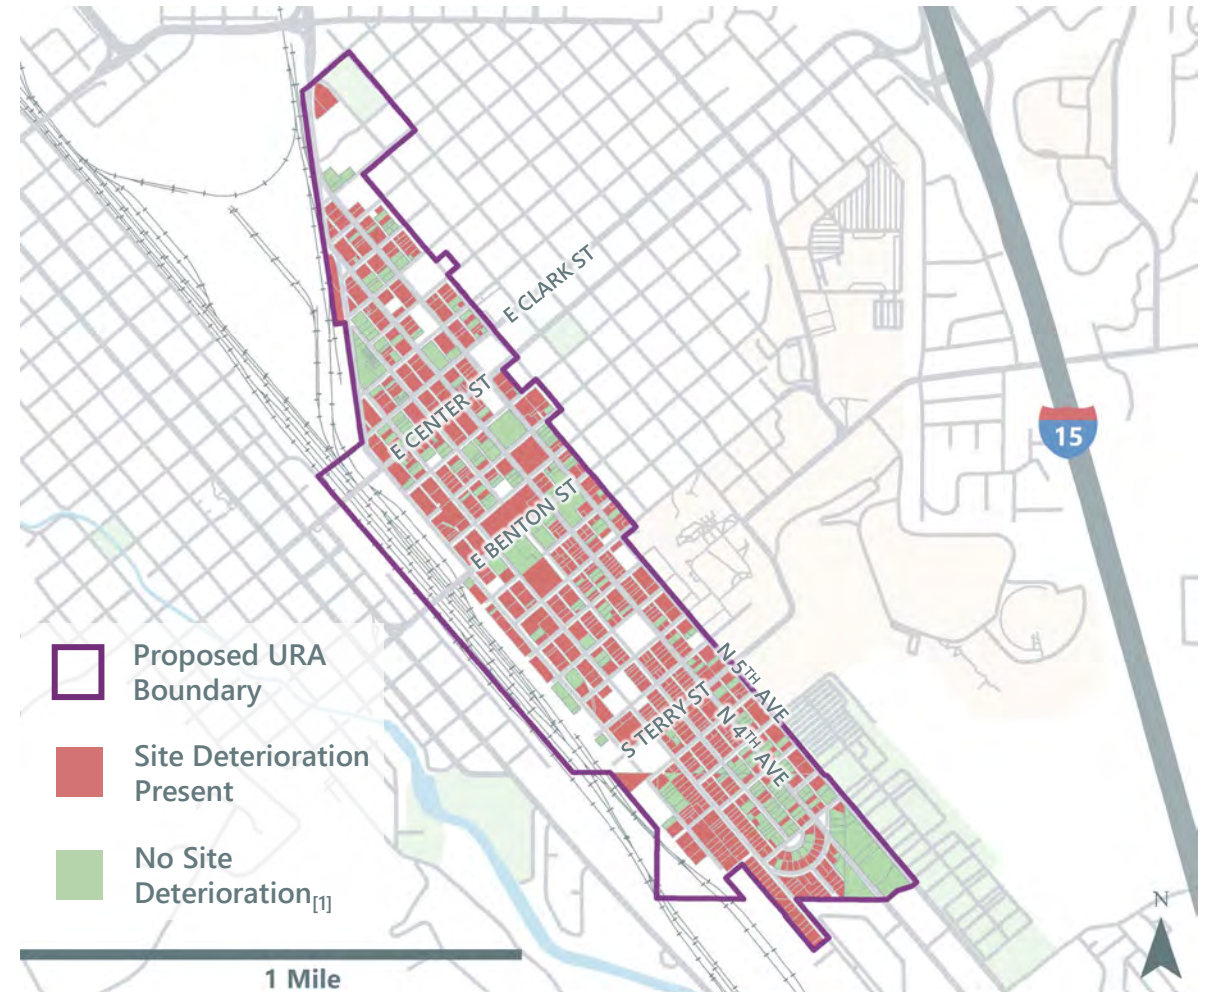 E CLARK ST
15
E CENTER ST
E BENTON ST
N 5TH AVE
S TERRY ST
N 4TH AVE
Proposed URA
Boundary
Site Deterioration
Present
No Site
Deterioration[1]
1 Mile
N